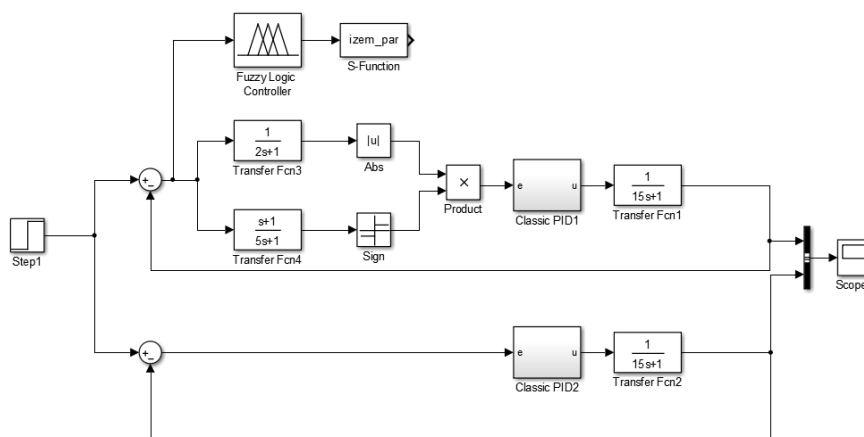 izem_par
S-Function
Fuzzy Logic
Controller
1
2s+1
Transfer Fcn3
|u|
Abs
+
−
×
Product
e
u
Classic PID1
1
15s+1
Transfer Fcn1
s+1
5s+1
Transfer Fcn4
Sign
Step1
Scope
+
−
e
u
Classic PID2
1
15s+1
Transfer Fcn2